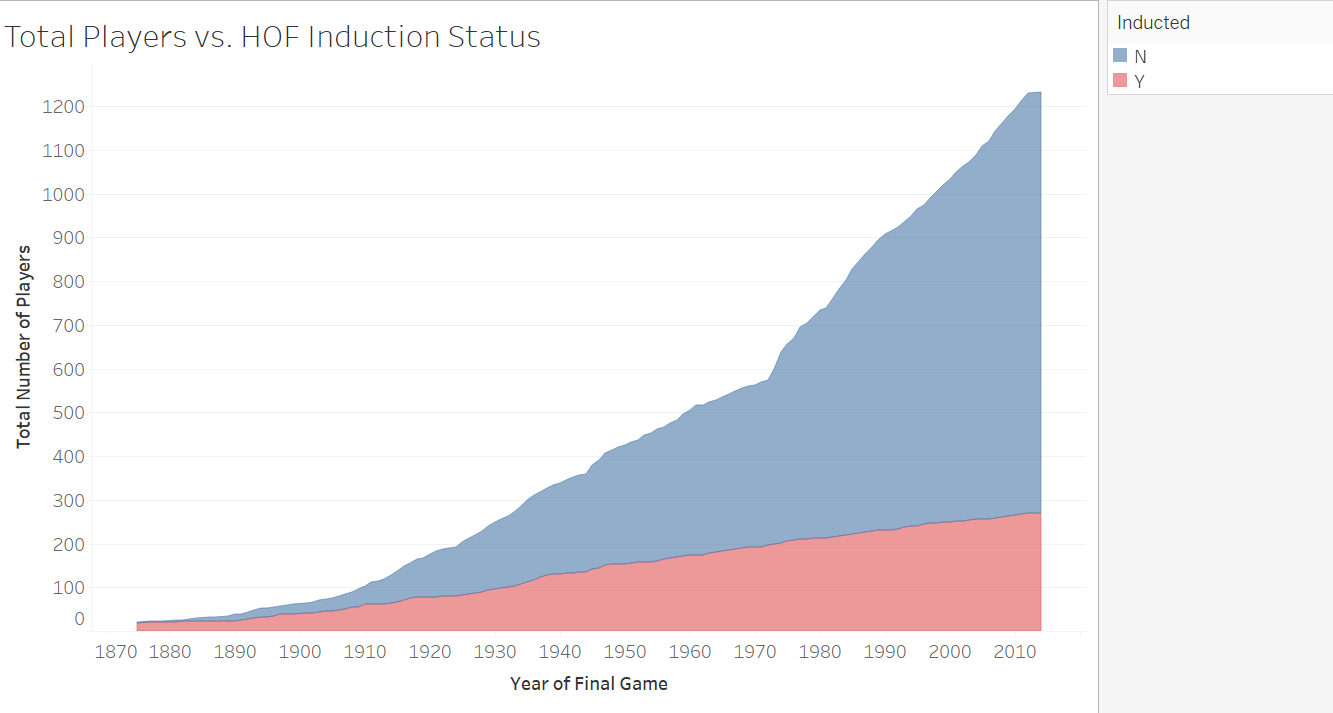 Total Players vs. HOF Induction Status
Inducted
N
Y
Total Number of Players
1200
1100
1000
900
800
700
600
500
400
300
200
100
0
1870 1880 1890 1900 1910 1920 1930 1940 1950 1960 1970 1980 1990 2000 2010
Year of Final Game